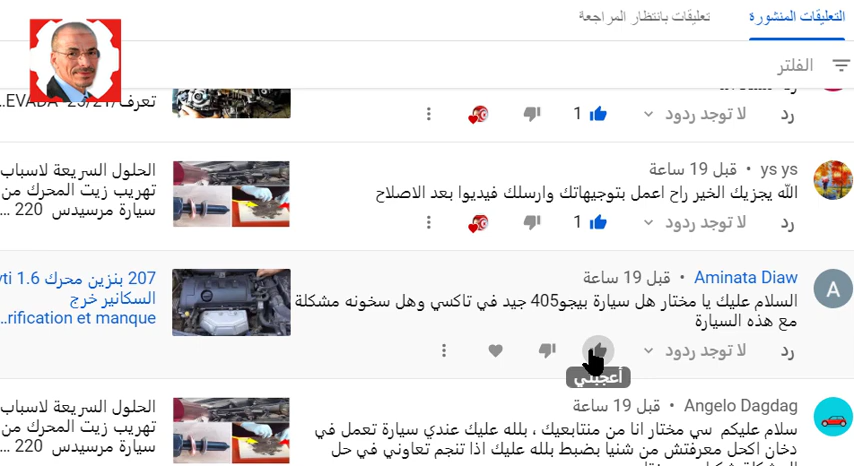 التعليقات المنشورة
تعليقات بانتظار المراجعة
الفلتر
تعرف/21/ 20 EVADA...
رد
لا توجد ردود
1
ys ys • قبل 19 ساعة
الله يجزيك الخير راح اعمل بتوجيهاتك وارسلك فيديوا بعد الاصلاح
رد
لا توجد ردود
1
الحلول السريعة لاسباب
تهريب زيت المحرك من
سيارة مرسيدس 220 ...
Aminata Diaw • قبل 19 ساعة
السلام عليك يا مختار هل سيارة بيجو405 جيد في تاكسي وهل سخونه مشكلة
مع هذه السيارة
رد
لا توجد ردود
أعجبني
207 بنزين محرك 1.6 yti
السكانير خرج
rification et manque...
A
Angelo Dagdag • قبل 19 ساعة
سلام عليكم سي مختار انا من منتابعيك ، بلله عليك عندي سيارة تعمل في
دخان اكحل معرفتش من شنيا بضبط بلله عليك اذا تنجم تعاوني في حل
الحلول السريعة لاسباب
تهريب زيت المحرك من
سيارة مرسيدس 220 ...